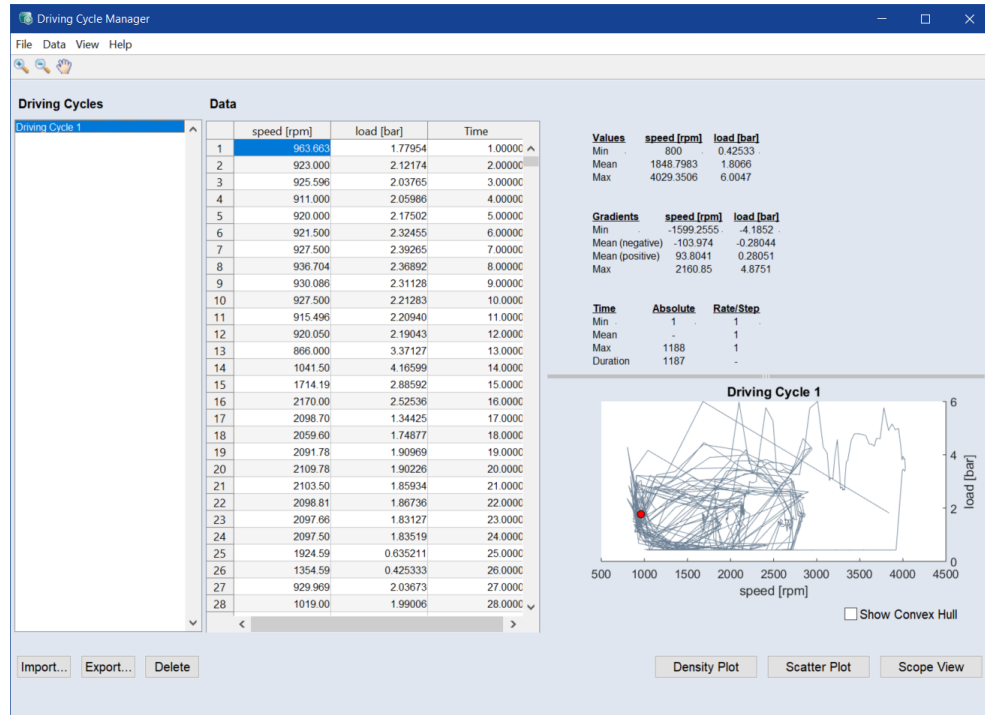 Driving Cycle Manager
File Data View Help
Driving Cycles
Driving Cycle 1
Data
speed [rpm] load [bar] Time
1 963.663 1.77954 1.00000
2 923.000 2.12174 2.00000
3 925.596 2.03765 3.00000
4 911.000 2.05986 4.00000
5 920.000 2.17502 5.00000
6 921.500 2.32455 6.00000
7 927.500 2.39265 7.00000
8 936.704 2.36892 8.00000
9 930.086 2.31128 9.00000
10 927.500 2.21283 10.0000
11 915.496 2.20940 11.0000
12 920.050 2.19043 12.0000
13 866.000 3.37127 13.0000
14 1041.50 4.16599 14.0000
15 1714.19 2.88592 15.0000
16 2170.00 2.52536 16.0000
17 2098.70 1.34425 17.0000
18 2059.60 1.74877 18.0000
19 2091.78 1.90969 19.0000
20 2109.78 1.90226 20.0000
21 2103.50 1.85934 21.0000
22 2098.81 1.86736 22.0000
23 2097.66 1.83127 23.0000
24 2097.50 1.83519 24.0000
25 1924.59 0.635211 25.0000
26 1354.59 0.425333 26.0000
27 929.969 2.03673 27.0000
28 1019.00 1.99006 28.0000
Values speed [rpm] load [bar]
Min 800 0.42533
Mean 1848.7983 1.8066
Max 4029.3506 6.0047
Gradients speed [rpm] load [bar]
Min -1599.2555 -4.1852
Mean (negative) -103.974 -0.28044
Mean (positive) 93.8041 0.28051
Max 2160.85 4.8751
Time Absolute Rate/Step
Min 1 1
Mean - 1
Max 1188 1
Duration 1187 -
Driving Cycle 1
6
4
2
0
load [bar]
500 1000 1500 2000 2500 3000 3500 4000 4500
speed [rpm]
Show Convex Hull
Import... Export... Delete
Density Plot Scatter Plot Scope View